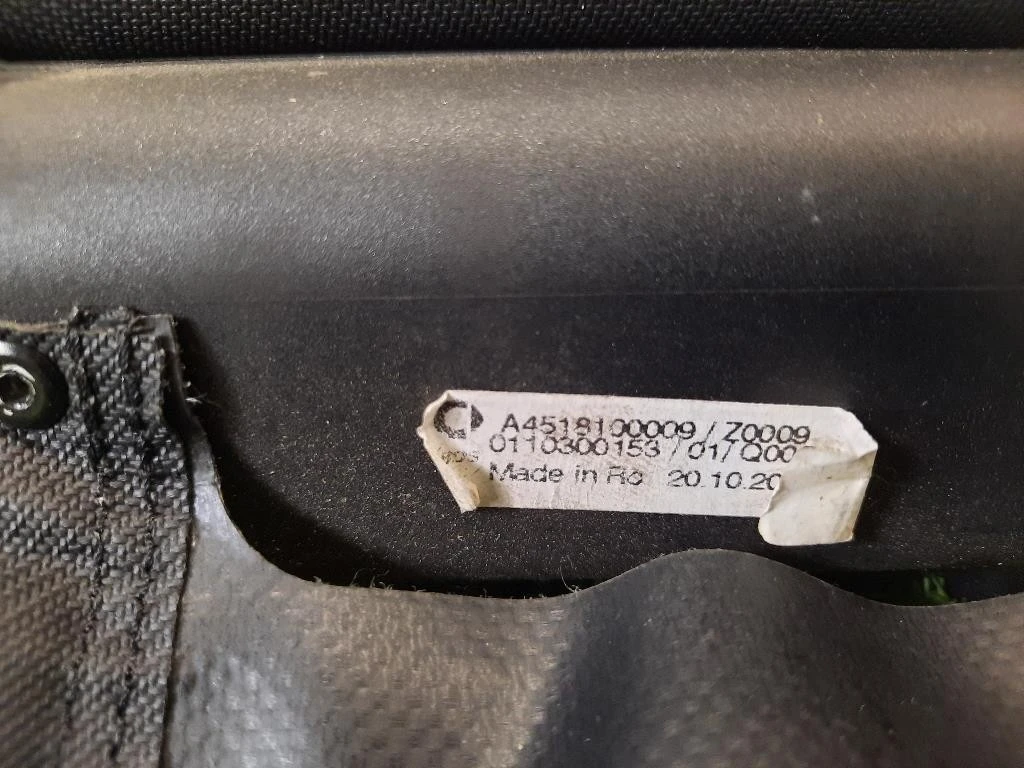 A4518100009 / Z0009
0110300153 / 01/ Q00
Made in Ro 20.10.20